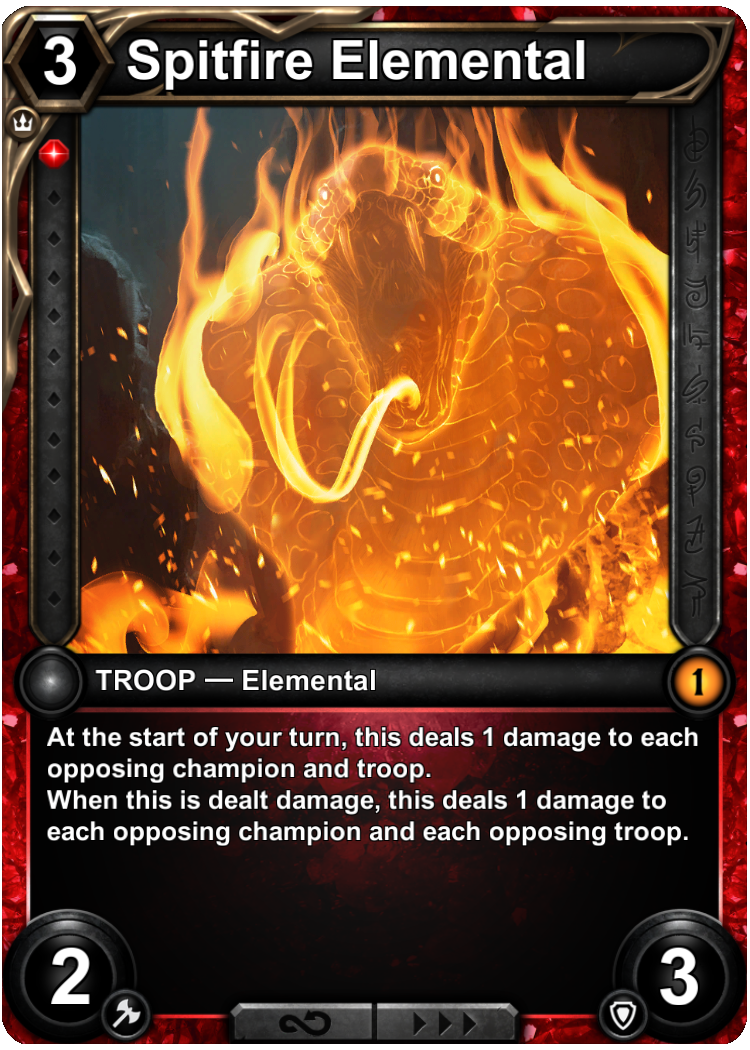 3
Spitfire Elemental
TROOP — Elemental
1
At the start of your turn, this deals 1 damage to each
opposing champion and troop.
When this is dealt damage, this deals 1 damage to
each opposing champion and each opposing troop.
2
3